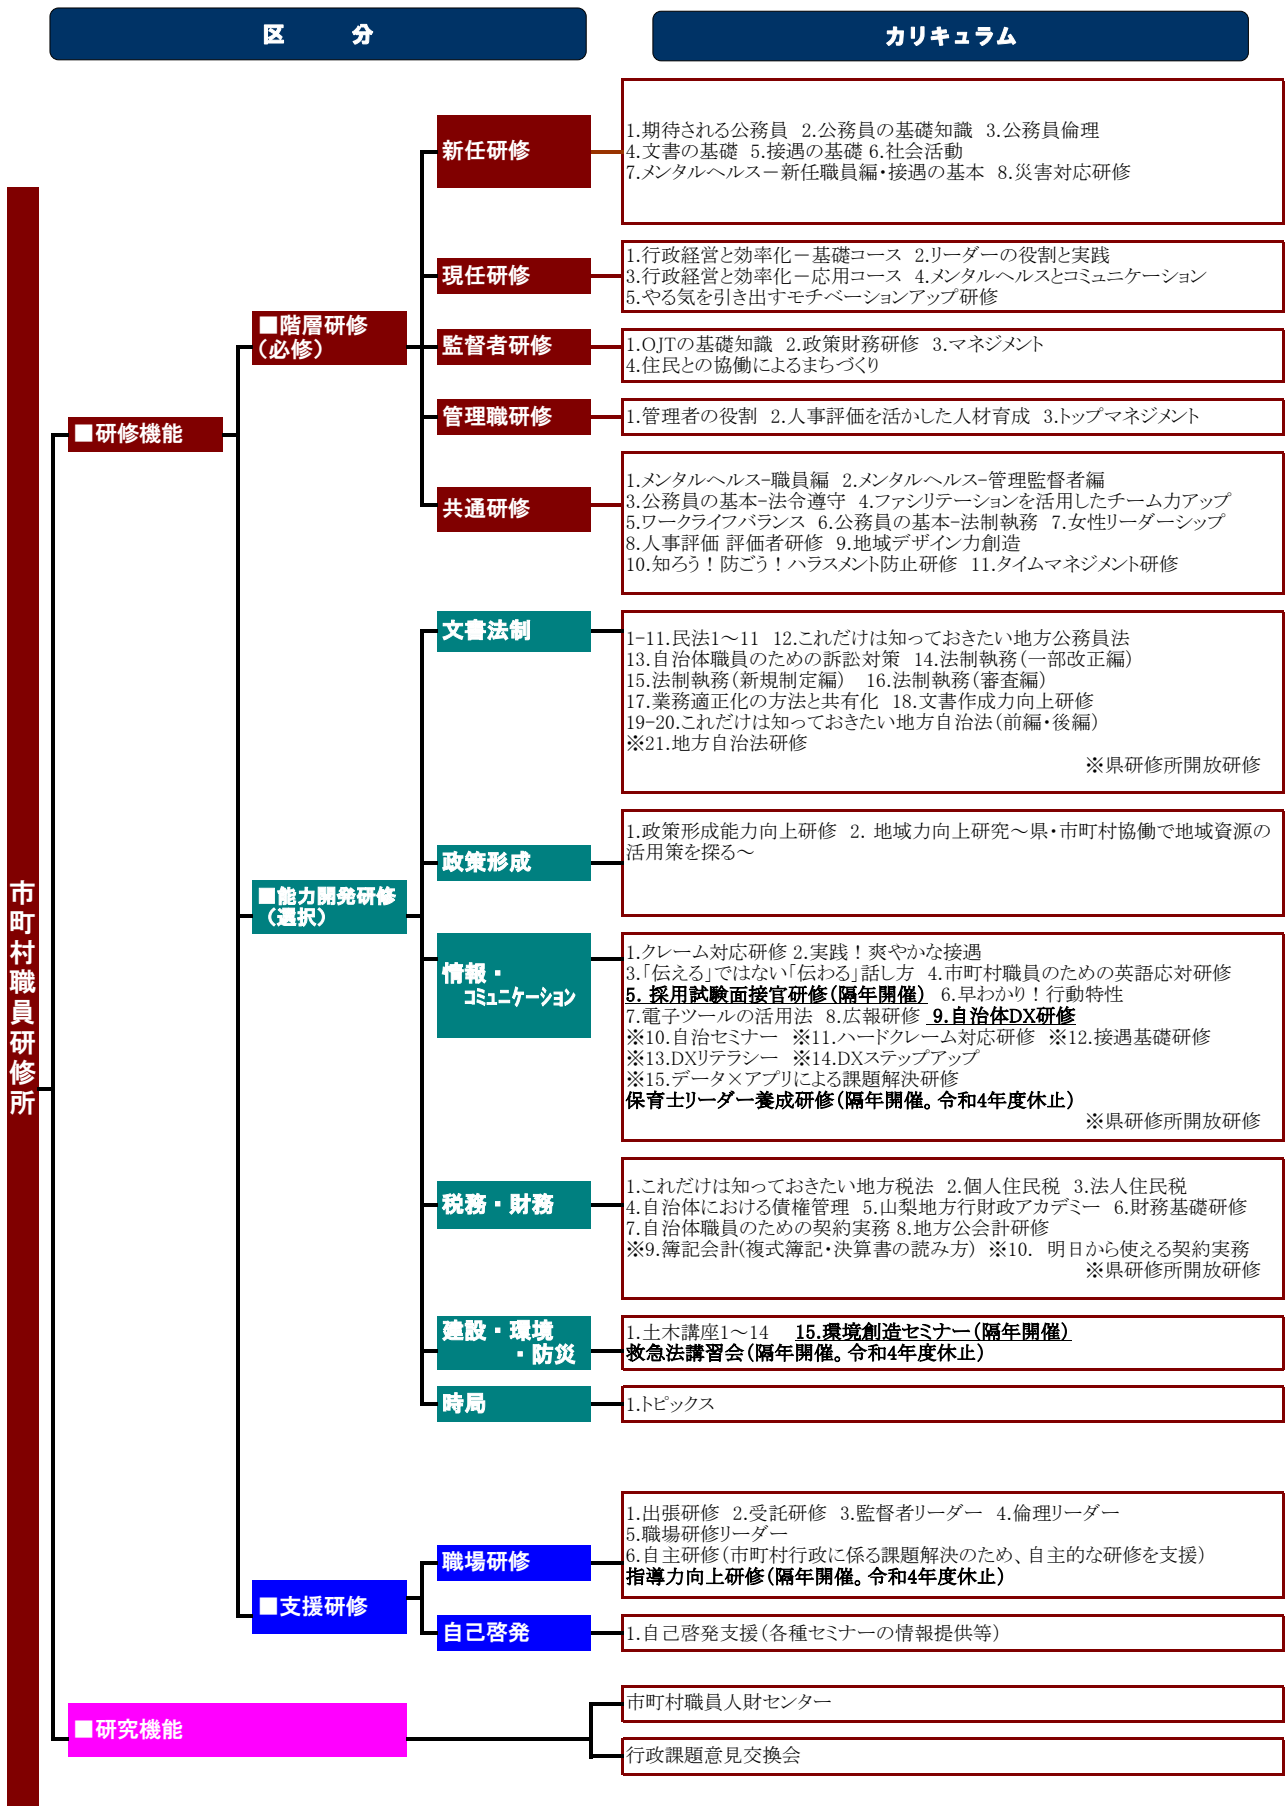 区　　　分
カリキュラム
市町村職員研修所
■研修機能
■階層研修
（必修）
新任研修
1.期待される公務員 2.公務員の基礎知識 3.公務員倫理
4.文書の基礎 5.接遇の基礎 6.社会活動
7.メンタルヘルス－新任職員編・接遇の基本 8.災害対応研修
現任研修
1.行政経営と効率化－基礎コース 2.リーダーの役割と実践
3.行政経営と効率化－応用コース 4.メンタルヘルスとコミュニケーション
5.やる気を引き出すモチベーションアップ研修
監督者研修
1.OJTの基礎知識 2.政策財務研修 3.マネジメント
4.住民との協働によるまちづくり
管理職研修
1.管理者の役割 2.人事評価を活かした人材育成 3.トップマネジメント
共通研修
1.メンタルヘルス-職員編 2.メンタルヘルス-管理監督者編
3.公務員の基本-法令遵守 4.ファシリテーションを活用したチーム力アップ
5.ワークライフバランス 6.公務員の基本-法制執務 7.女性リーダーシップ
8.人事評価 評価者研修 9.地域デザイン力創造
10.知ろう！防ごう！ハラスメント防止研修 11.タイムマネジメント研修
■能力開発研修
（選択）
文書法制
1-11.民法1～11 12.これだけは知っておきたい地方公務員法
13.自治体職員のための訴訟対策 14.法制執務（一部改正編）
15.法制執務（新規制定編） 16.法制執務（審査編）
17.業務適正化の方法と共有化 18.文書作成力向上研修
19-20.これだけは知っておきたい地方自治法（前編・後編）
※21.地方自治法研修
※県研修所開放研修
政策形成
1.政策形成能力向上研修 2. 地域力向上研究～県・市町村協働で地域資源の
活用策を探る～
情報・
コミュニケーション
1.クレーム対応研修 2.実践！爽やかな接遇
3.「伝える」ではない「伝わる」話し方 4.市町村職員のための英語応対研修
5. 採用試験面接官研修（隔年開催） 6.早わかり！行動特性
7.電子ツールの活用法 8.広報研修 9.自治体DX研修
※10.自治セミナー ※11.ハードクレーム対応研修 ※12.接遇基礎研修
※13.DXリテラシー ※14.DXステップアップ
※15.データ×アプリによる課題解決研修
保育士リーダー養成研修（隔年開催。令和4年度休止）
※県研修所開放研修
税務・財務
1.これだけは知っておきたい地方税法 2.個人住民税 3.法人住民税
4.自治体における債権管理 5.山梨地方行財政アカデミー 6.財務基礎研修
7.自治体職員のための契約実務 8.地方公会計研修
※9.簿記会計(複式簿記・決算書の読み方) ※10. 明日から使える契約実務
※県研修所開放研修
建設・環境
・防災
1.土木講座1～14 15.環境創造セミナー（隔年開催）
救急法講習会（隔年開催。令和4年度休止）
時局
1.トピックス
■支援研修
職場研修
1.出張研修 2.受託研修 3.監督者リーダー 4.倫理リーダー
5.職場研修リーダー
6.自主研修（市町村行政に係る課題解決のため、自主的な研修を支援）
指導力向上研修（隔年開催。令和4年度休止）
自己啓発
1.自己啓発支援（各種セミナーの情報提供等）
■研究機能
市町村職員人財センター
行政課題意見交換会